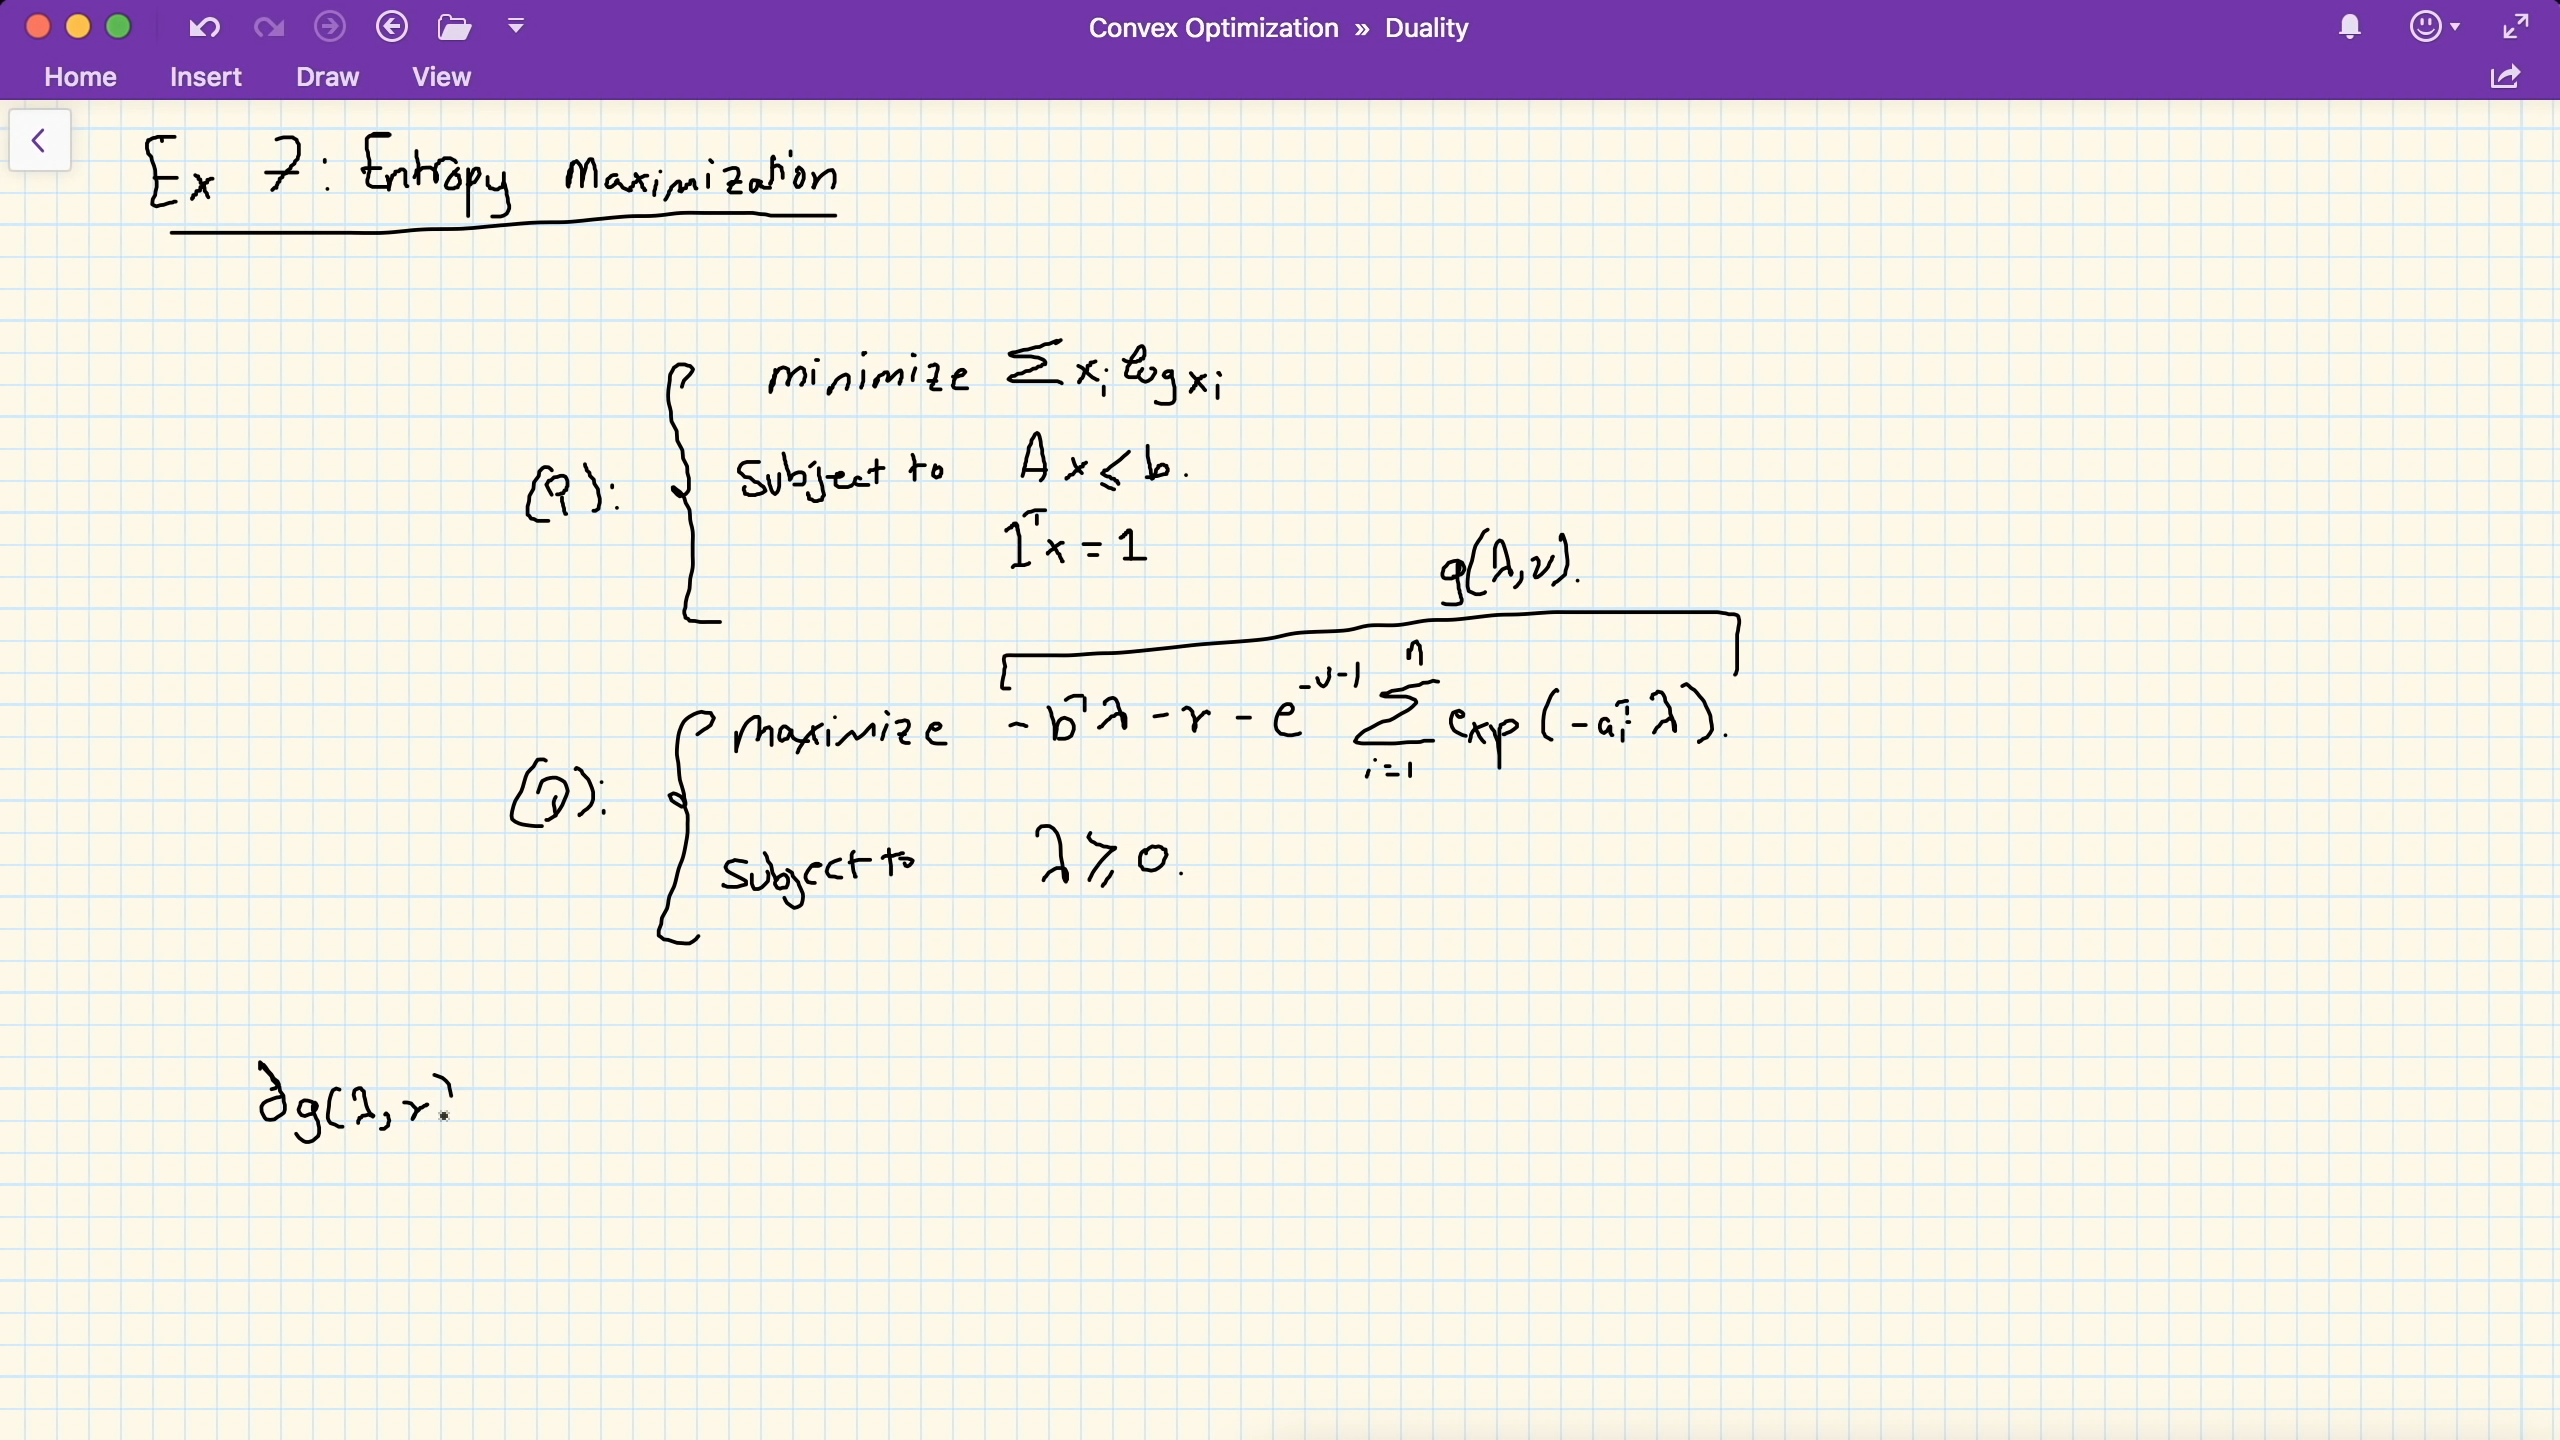 Convex Optimization » Duality
Home Insert Draw View
Ex 7: Entropy Maximization
minimize ∑ xᵢ log xᵢ
(P): subject to Ax ≤ b.
1ᵀx = 1
g(λ,ν).
maximize -bᵀλ - ν - e^{-ν-1} ∑_{i=1}^{n} exp(-aᵢᵀλ).
(D):
subject to λ ≥ 0.
∂g(λ,ν)